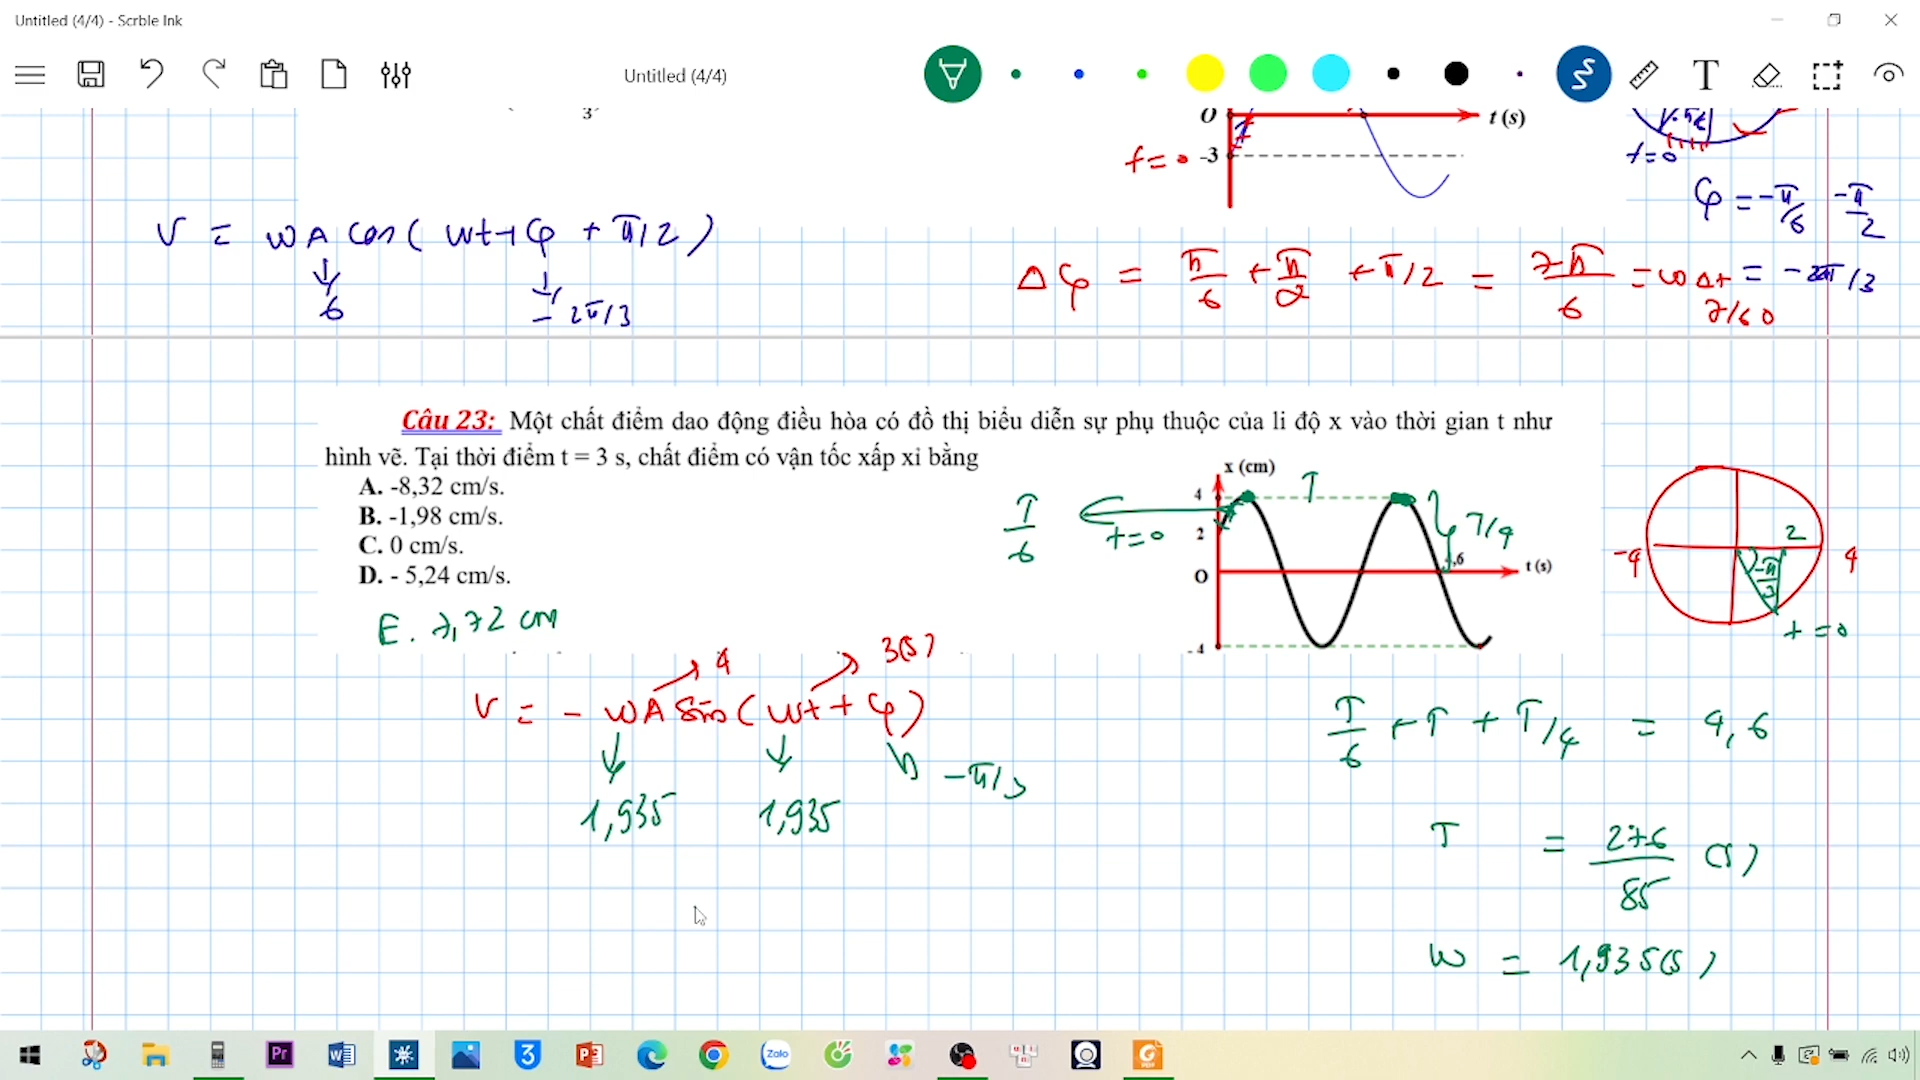 Untitled (4/4) - Scrble Ink
Untitled (4/4)
T
3
O
t (s)
-3
t = 0
t=0
φ = -π/6 -π/2
v = ωA cos( ωt + φ + π/2 )
6
- 2π/3
Δφ = π/6 + π/2 + π/2 = 7π/6 = ωΔt
7/60
= -2π/3
Câu 23: Một chất điểm dao động điều hòa có đồ thị biểu diễn sự phụ thuộc của li độ x vào thời gian t như
hình vẽ. Tại thời điểm t = 3 s, chất điểm có vận tốc xấp xỉ bằng
A. -8,32 cm/s.
B. -1,98 cm/s.
C. 0 cm/s.
D. - 5,24 cm/s.
E. 7,72 cm
x (cm)
4
2
O
- 4
t (s)
,6
T
T/4
T/6
t=0
-4
2
4
-π/3
t = 0
v = - ωA sin( ωt + φ )
4
3(s)
1,935
1,935
-π/3
T/6 + T + T/4 = 4,6
T = 276/85 (s)
ω = 1,935(s)
Pr
Zalo